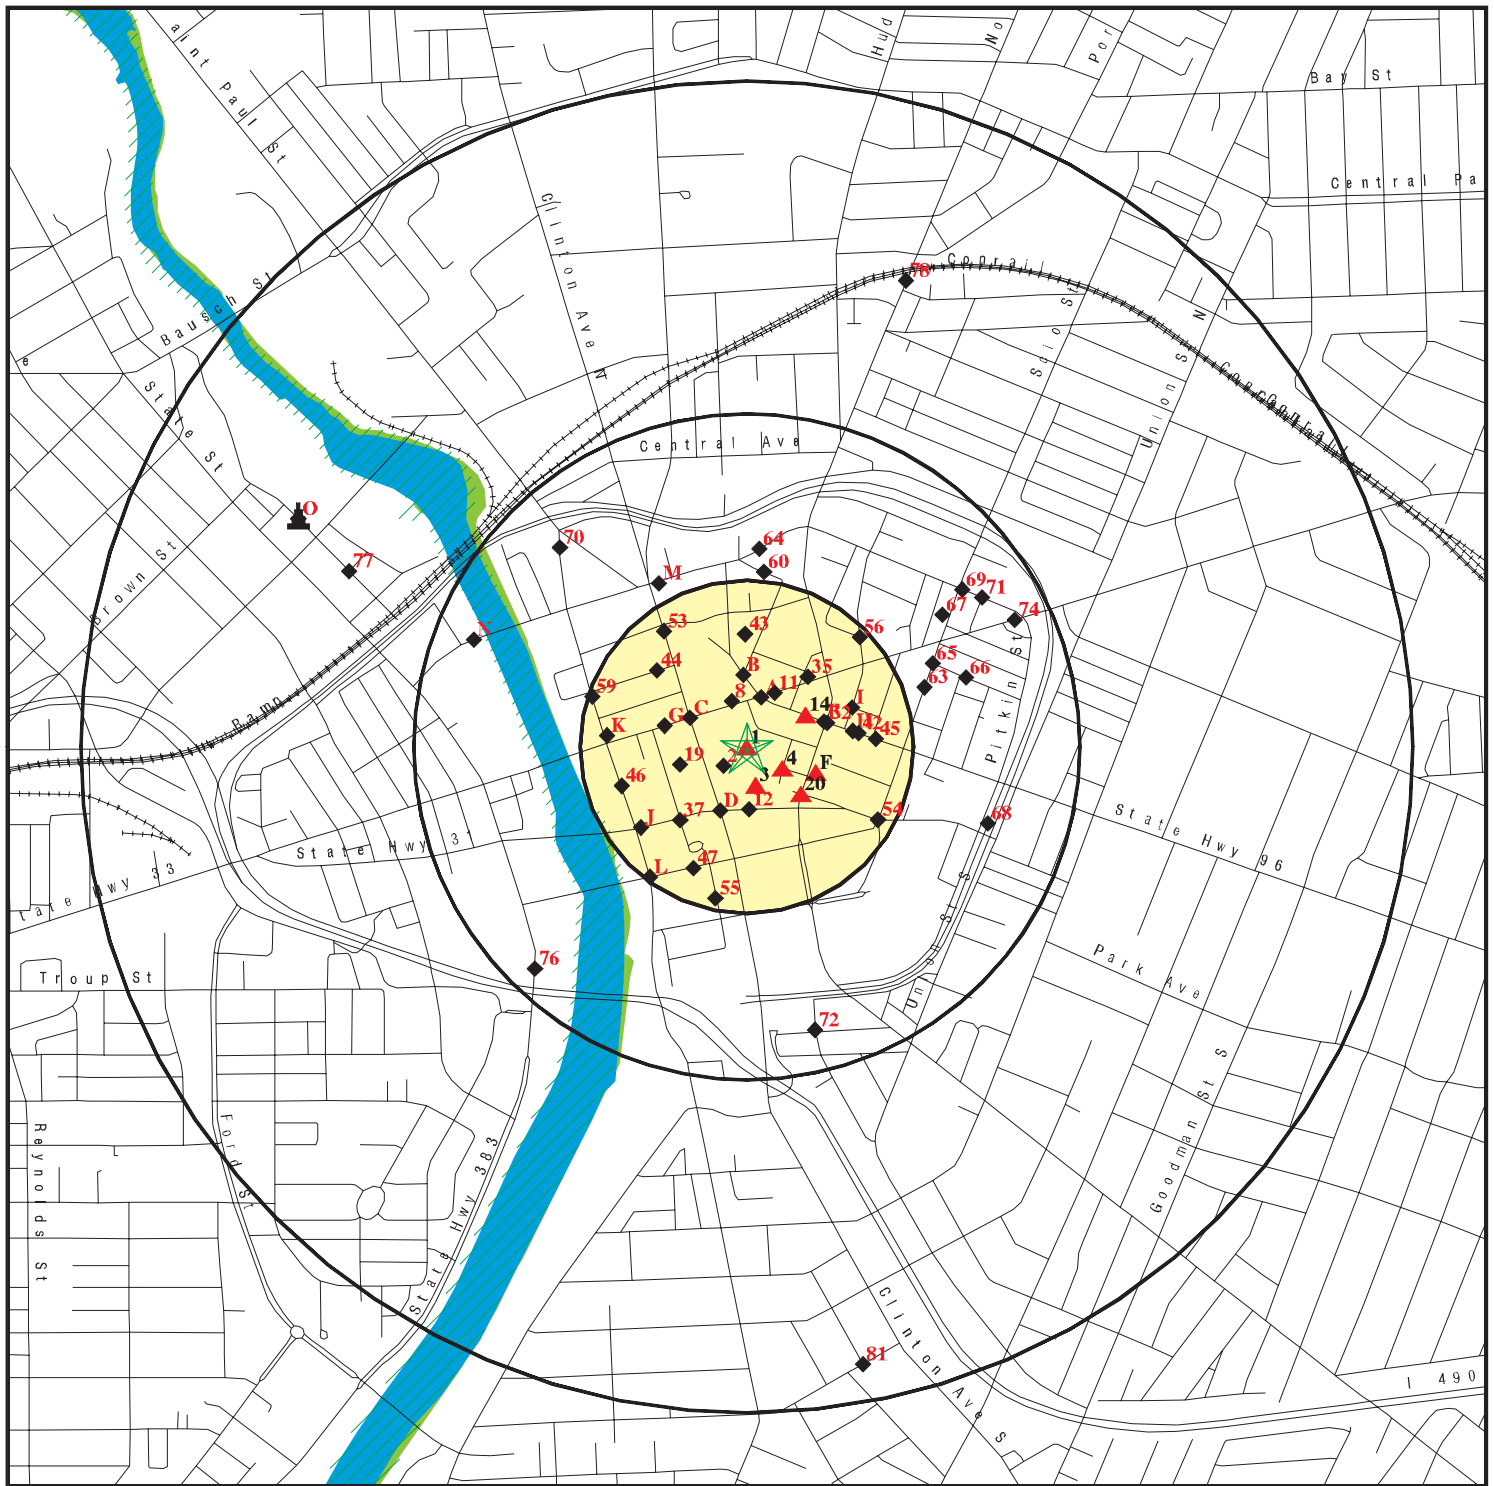 aint Paul St
Hud
No
Por
Bay St
Central Pa
Clinton Ave N
Conrail
78
Bausch St
Scio St
N
Union S
Conrail
Conrail
e
State St
Central Ave
O
77
Brown St
70
64
60
M
69
71
67
74
N
53
43
56
44
B
35
65
66
63
59
8
11
I
Pitkin St
Ramp
K
G
C
14
45
1
19
2
4
F
46
3
20
D
12
J
37
54
68
State Hwy 96
State Hwy 31
tate Hwy 33
L
47
55
Union St S
76
Troup St
Park Ave
72
Goodman St S
Ford St
Reynolds St
State Hwy 383
Clinton Ave S
81
I 490